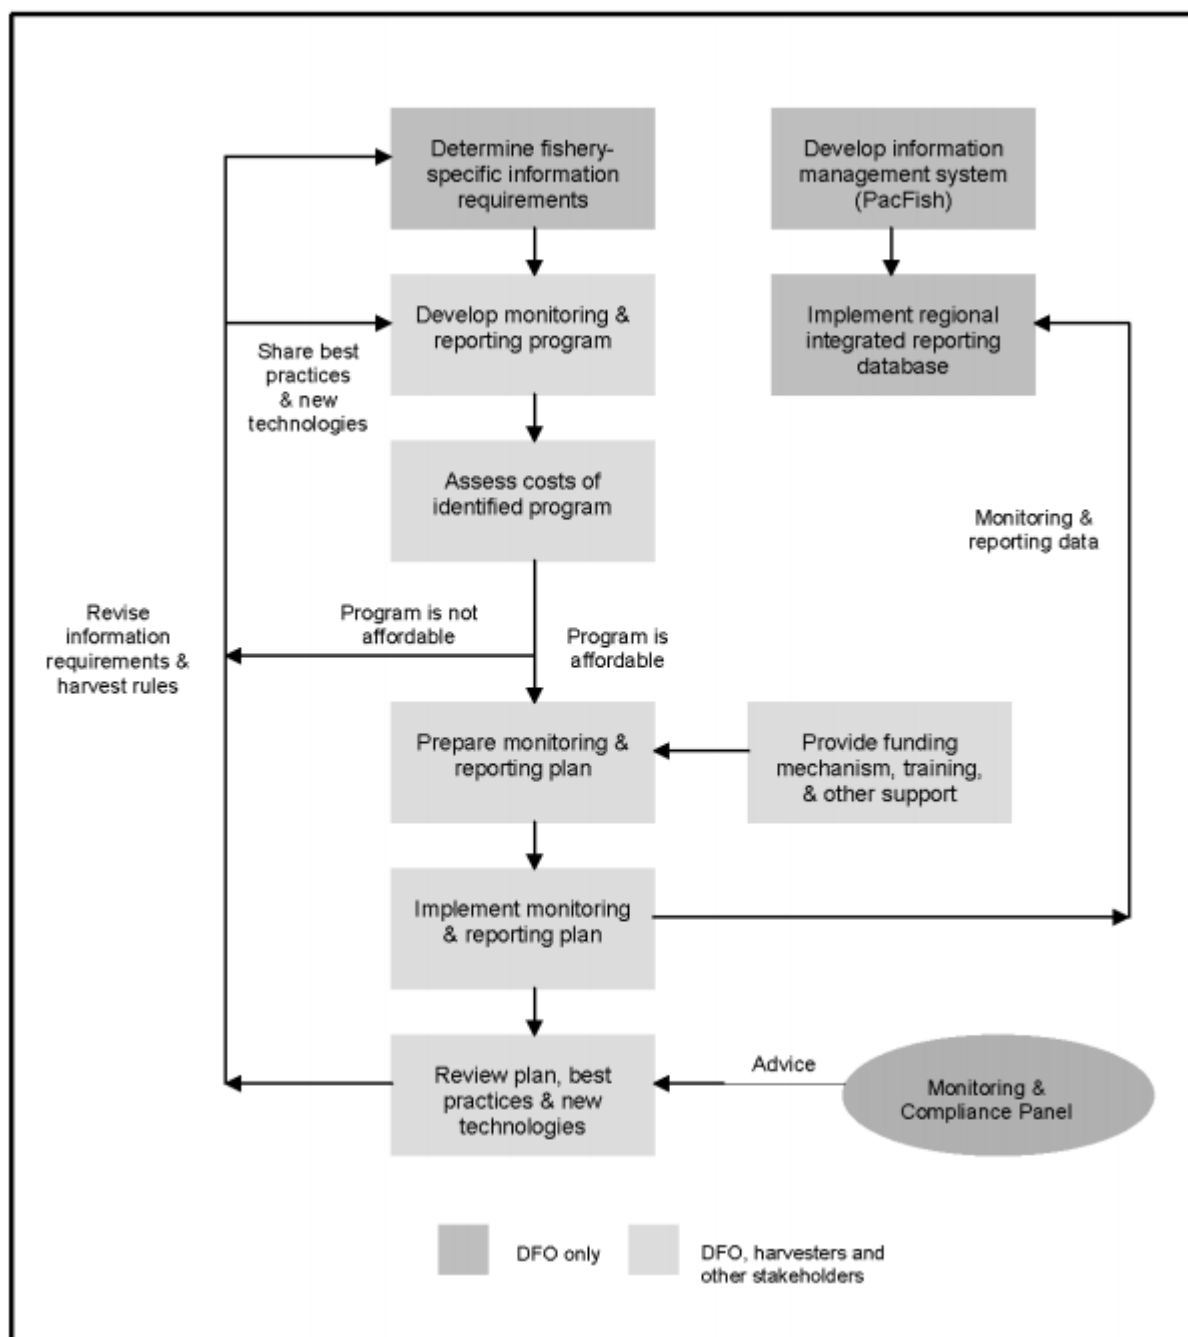 Determine fishery-
specific information
requirements
Develop information
management system
(PacFish)
Develop monitoring &
reporting program
Implement regional
integrated reporting
database
Share best
practices
& new
technologies
Assess costs of
identified program
Monitoring &
reporting data
Revise
information
requirements &
harvest rules
Program is not
affordable
Program is
affordable
Prepare monitoring &
reporting plan
Provide funding
mechanism, training,
& other support
Implement monitoring
& reporting plan
Review plan, best
practices & new
technologies
Advice
Monitoring &
Compliance Panel
DFO only
DFO, harvesters and
other stakeholders